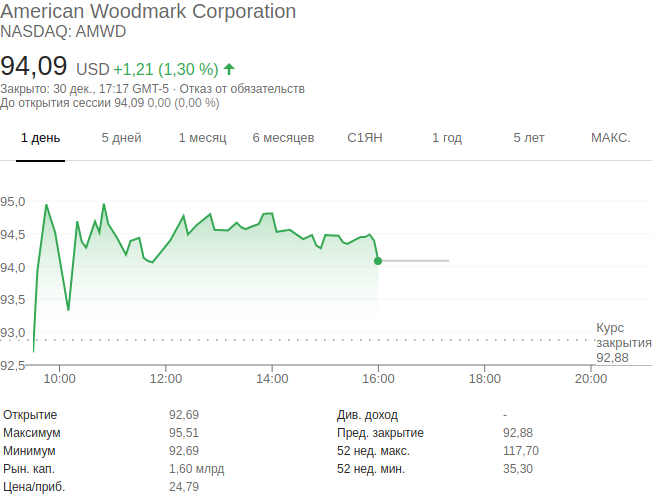 American Woodmark Corporation
NASDAQ: AMWD
94,09 USD +1,21 (1,30 %)
Закрыто: 30 дек., 17:17 GMT-5 · Отказ от обязательств
До открытия сессии 94,09 0,00 (0,00 %)
1 день 5 дней 1 месяц 6 месяцев С1ЯН 1 год 5 лет МАКС.
95,0
94,5
94,0
93,5
93,0
92,5
Курс
закрытия
92,88
10:00 12:00 14:00 16:00 18:00 20:00
Открытие 92,69 Див. доход -
Максимум 95,51 Пред. закрытие 92,88
Минимум 92,69 52 нед. макс. 117,70
Рын. кап. 1,60 млрд 52 нед. мин. 35,30
Цена/приб. 24,79